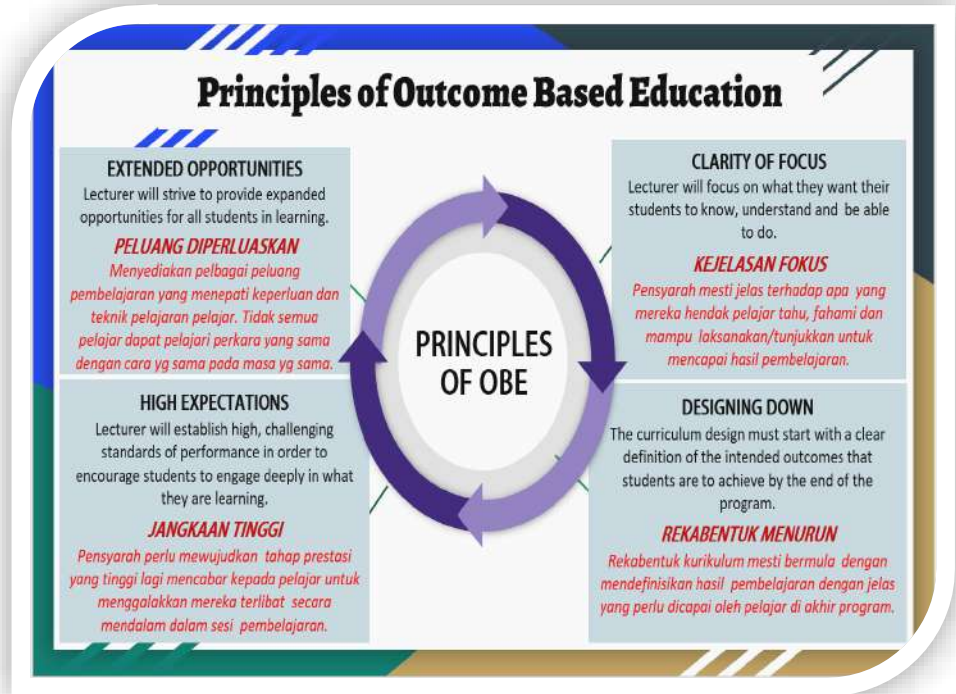 Principles of Outcome Based Education
EXTENDED OPPORTUNITIES
Lecturer will strive to provide expanded
opportunities for all students in learning.
PELUANG DIPERLUASKAN
Menyediakan pelbagai peluang
pembelajaran yang menepati keperluan dan
teknik pelajaran pelajar. Tidak semua
pelajar dapat pelajari perkara yang sama
dengan cara yg sama pada masa yg sama.
CLARITY OF FOCUS
Lecturer will focus on what they want their
students to know, understand and be able
to do.
KEJELASAN FOKUS
Pensyarah mesti jelas terhadap apa yang
mereka hendak pelajar tahu, fahami dan
mampu laksanakan/tunjukkan untuk
mencapai hasil pembelajaran.
PRINCIPLES
OF OBE
HIGH EXPECTATIONS
Lecturer will establish high, challenging
standards of performance in order to
encourage students to engage deeply in what
they are learning.
JANGKAAN TINGGI
Pensyarah perlu mewujudkan tahap prestasi
yang tinggi lagi mencabar kepada pelajar untuk
menggalakkan mereka terlibat secara
mendalam dalam sesi pembelajaran.
DESIGNING DOWN
The curriculum design must start with a clear
definition of the intended outcomes that
students are to achieve by the end of the
program.
REKABENTUK MENURUN
Rekabentuk kurikulum mesti bermula dengan
mendefinisikan hasil pembelajaran dengan jelas
yang perlu dicapai oleh pelajar di akhir program.